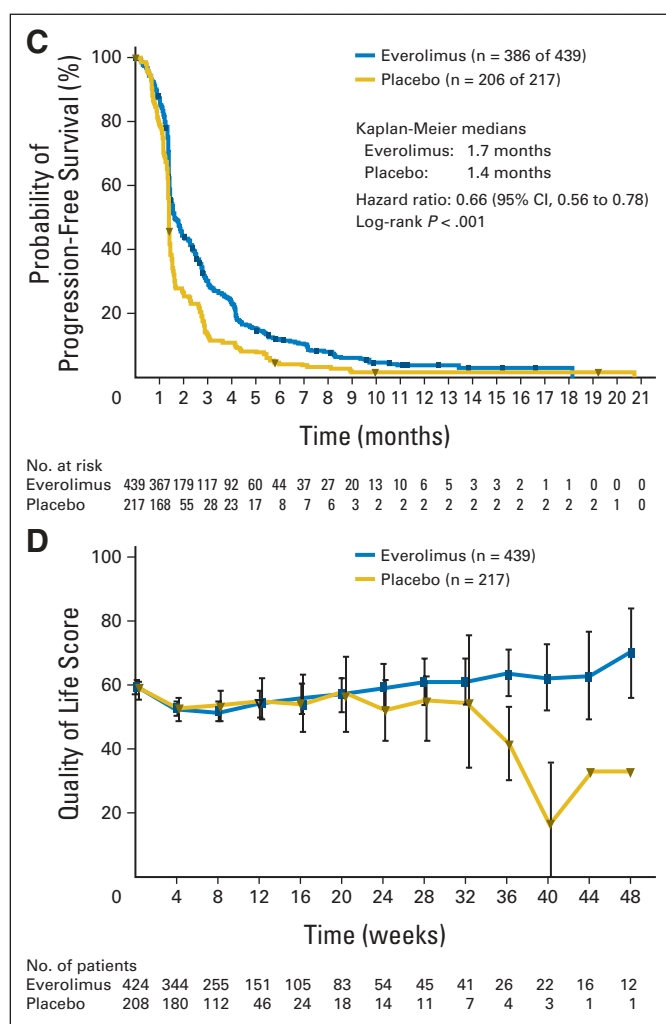 C
Everolimus (n = 386 of 439)
Placebo (n = 206 of 217)
Kaplan-Meier medians
Everolimus: 1.7 months
Placebo: 1.4 months
Hazard ratio: 0.66 (95% CI, 0.56 to 0.78)
Log-rank P < .001
Probability of
Progression-Free Survival (%)
100
80
60
40
20
0 1 2 3 4 5 6 7 8 9 10 11 12 13 14 15 16 17 18 19 20 21
Time (months)
No. at risk
Everolimus 439 367 179 117 92 60 44 37 27 20 13 10 6 5 3 3 2 1 1 0 0 0
Placebo 217 168 55 28 23 17 8 7 6 3 2 2 2 2 2 2 2 2 2 2 1 0
D
Everolimus (n = 439)
Placebo (n = 217)
Quality of Life Score
100
80
60
40
20
0 4 8 12 16 20 24 28 32 36 40 44 48
Time (weeks)
No. of patients
Everolimus 424 344 255 151 105 83 54 45 41 26 22 16 12
Placebo 208 180 112 46 24 18 14 11 7 4 3 1 1